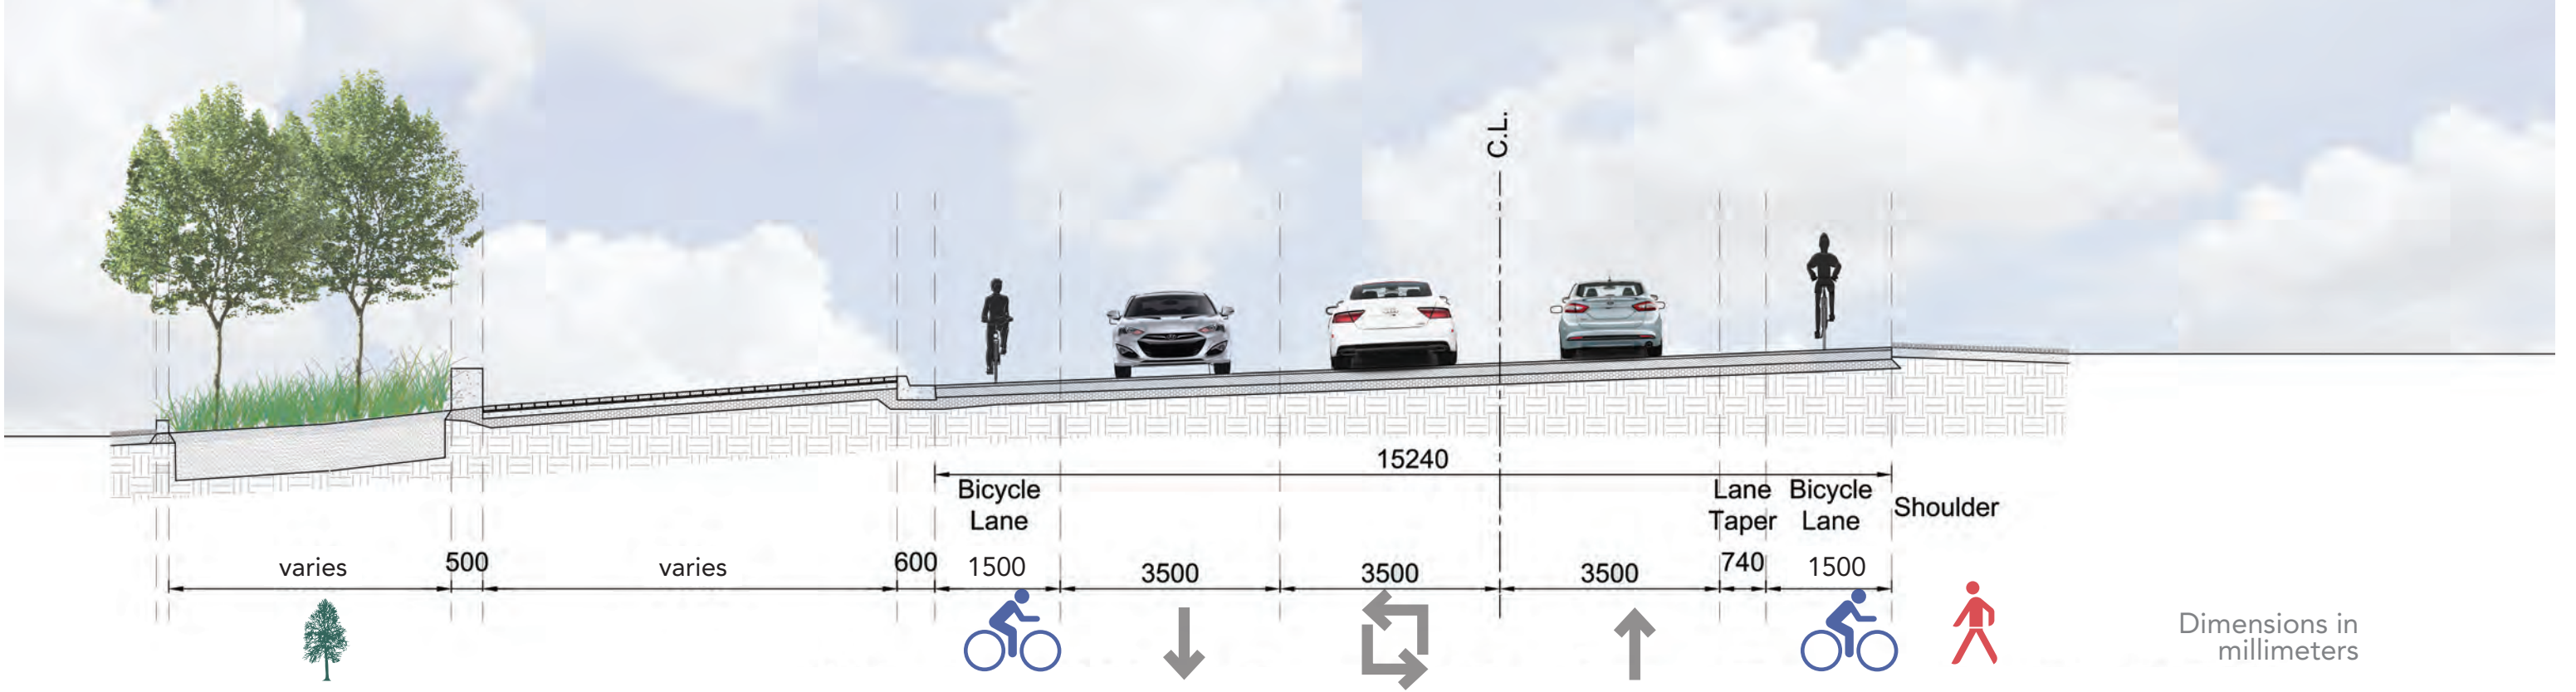 C.L.
15240
Bicycle
Lane
Lane
Taper
Bicycle
Lane
Shoulder
varies
500
varies
600
1500
3500
3500
3500
740
1500
Dimensions in
millimeters